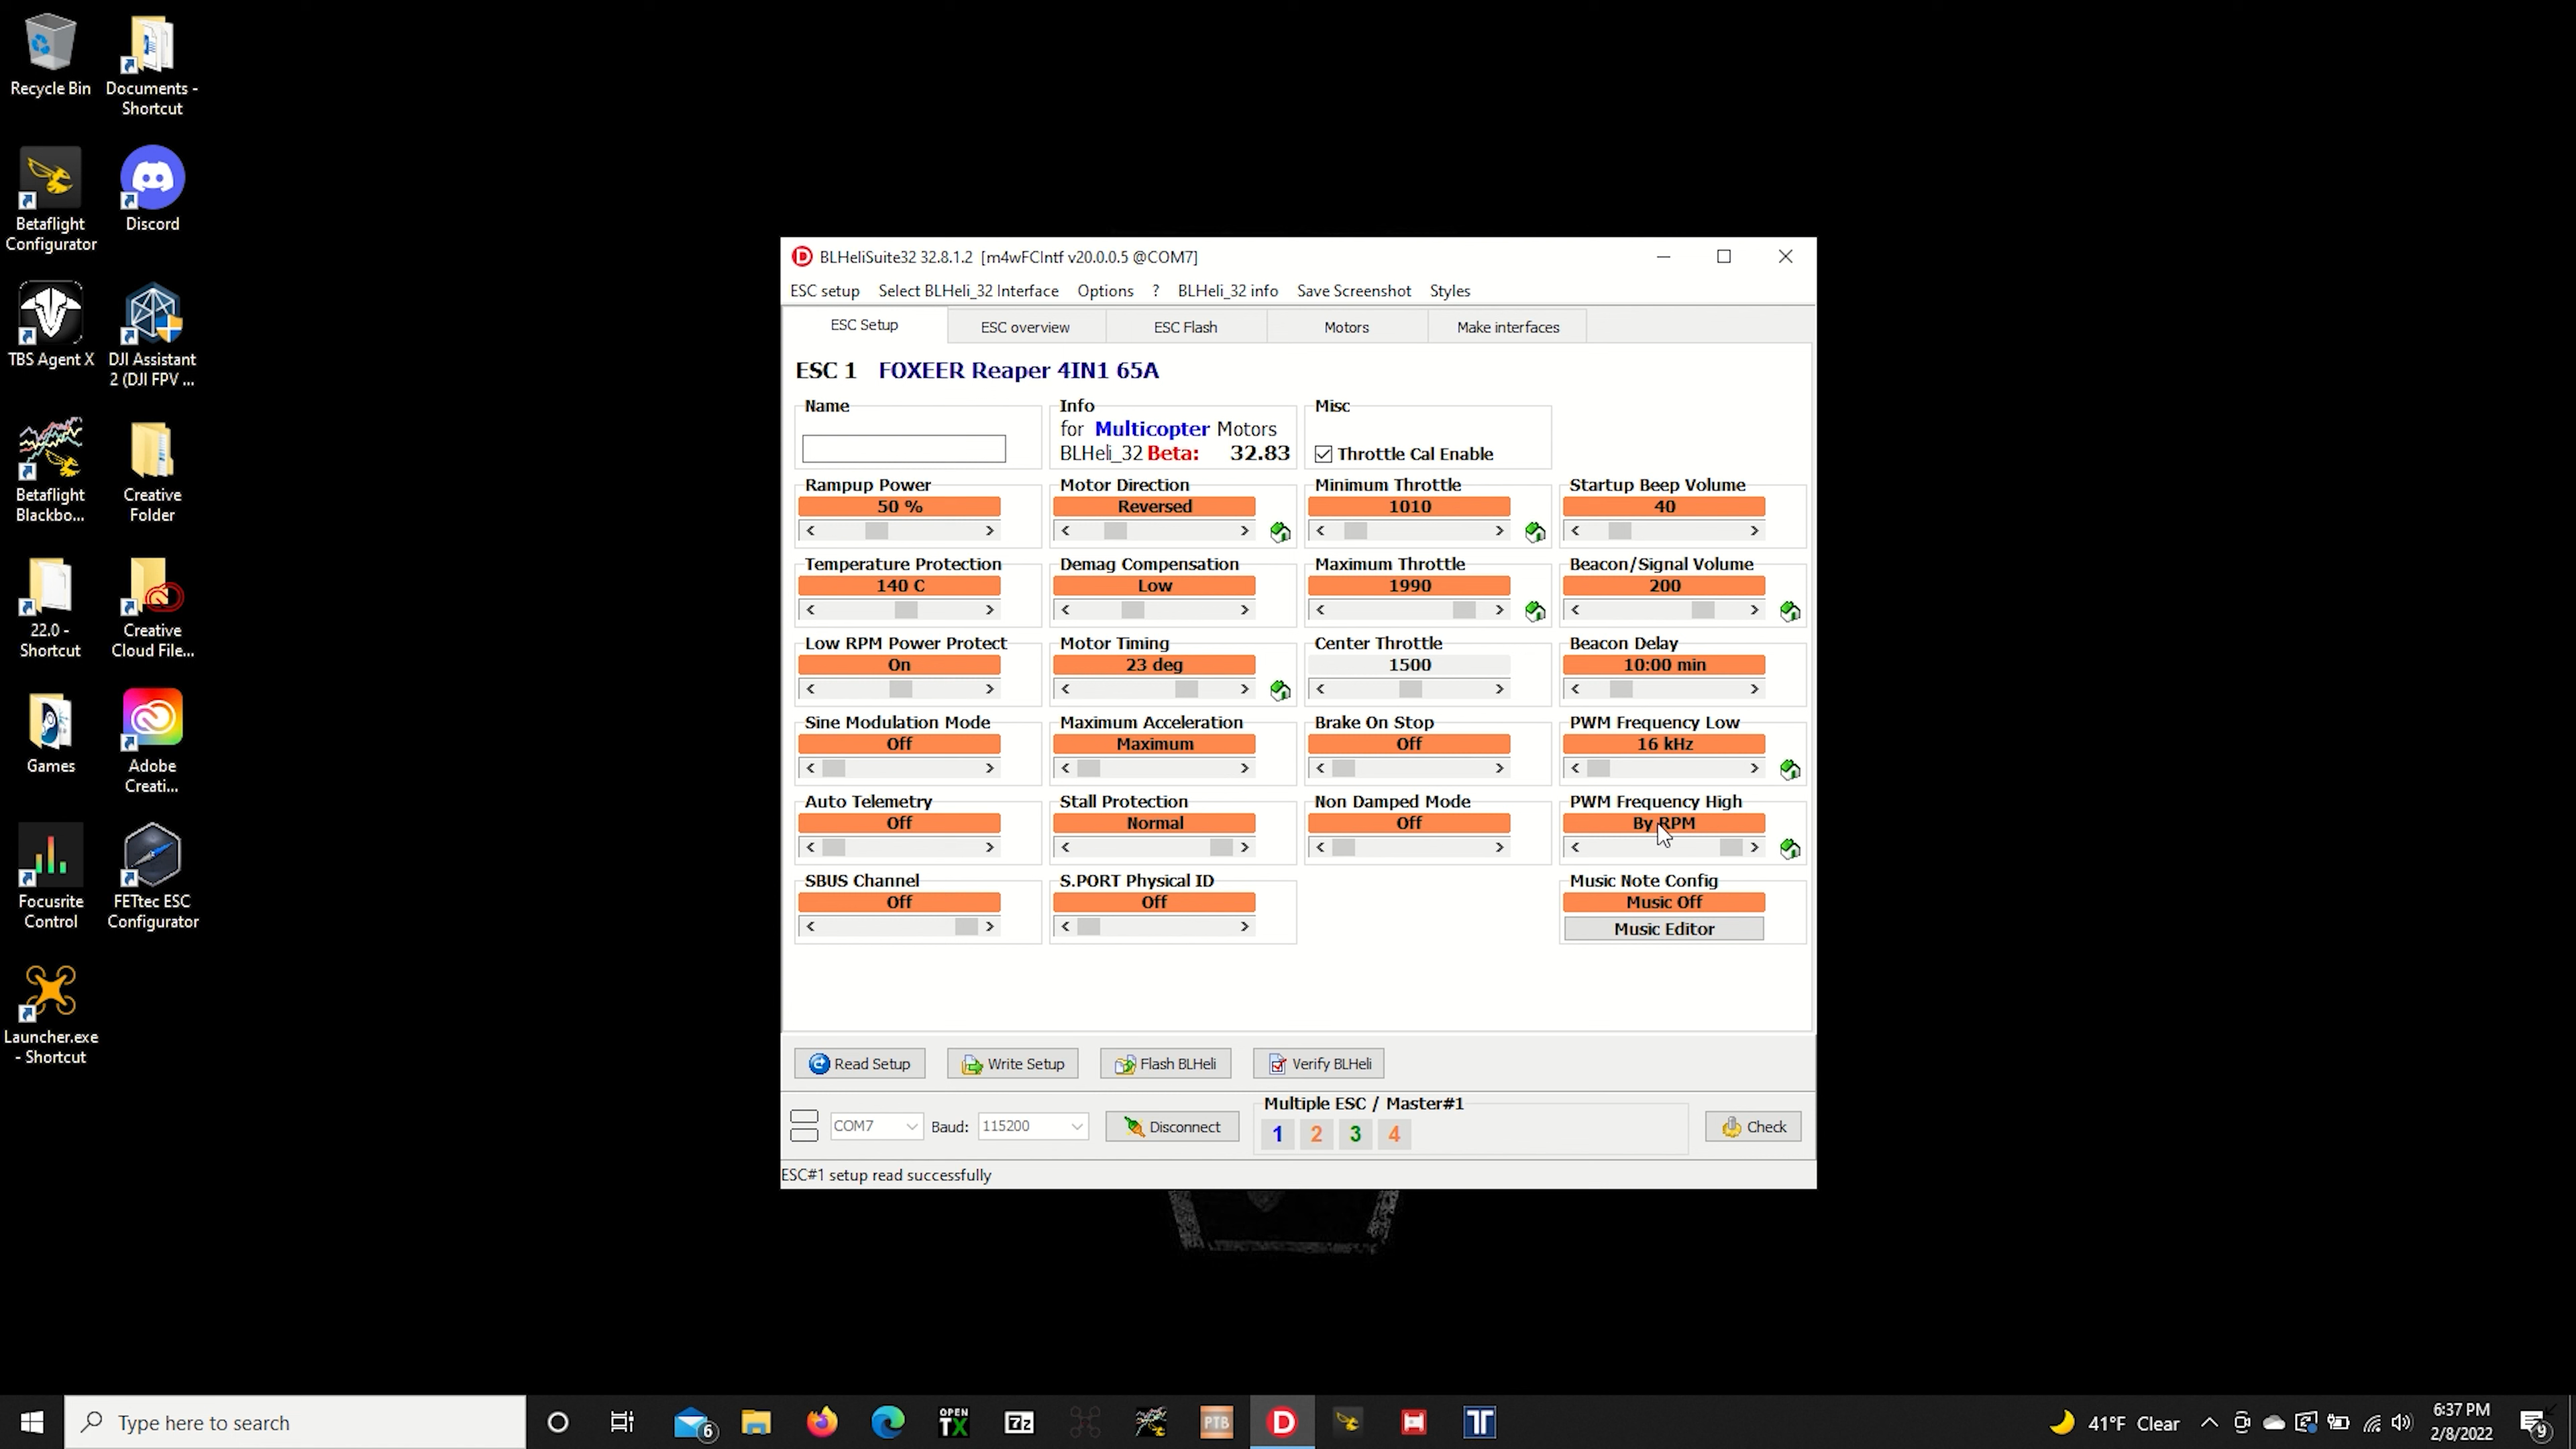 Recycle Bin
Documents -
Shortcut
Betaflight
Configurator
Discord
TBS Agent X
DJI Assistant
2 (DJI FPV ...
Betaflight
Blackbo...
Creative
Folder
22.0 -
Shortcut
Creative
Cloud File...
Games
Adobe
Creati...
Focusrite
Control
FETtec ESC
Configurator
Launcher.exe
- Shortcut
BLHeliSuite32 32.8.1.2 [m4wFCIntf v20.0.0.5 @COM7]
ESC setup Select BLHeli_32 Interface Options ? BLHeli_32 info Save Screenshot Styles
ESC Setup ESC overview ESC Flash Motors Make interfaces
ESC 1 FOXEER Reaper 4IN1 65A
Name Info Misc
for Multicopter Motors
BLHeli_32 Beta: 32.83 Throttle Cal Enable
Rampup Power Motor Direction Minimum Throttle Startup Beep Volume
50 % Reversed 1010 40
Temperature Protection Demag Compensation Maximum Throttle Beacon/Signal Volume
140 C Low 1990 200
Low RPM Power Protect Motor Timing Center Throttle Beacon Delay
On 23 deg 1500 10:00 min
Sine Modulation Mode Maximum Acceleration Brake On Stop PWM Frequency Low
Off Maximum Off 16 kHz
Auto Telemetry Stall Protection Non Damped Mode PWM Frequency High
Off Normal Off By RPM
SBUS Channel S.PORT Physical ID Music Note Config
Off Off Music Off
Music Editor
Read Setup Write Setup Flash BLHeli Verify BLHeli
Multiple ESC / Master#1
COM7 Baud: 115200 Disconnect 1 2 3 4 Check
ESC#1 setup read successfully
Type here to search
6
OPEN
TX
7z
PTB
41°F Clear
6:37 PM
2/8/2022
9